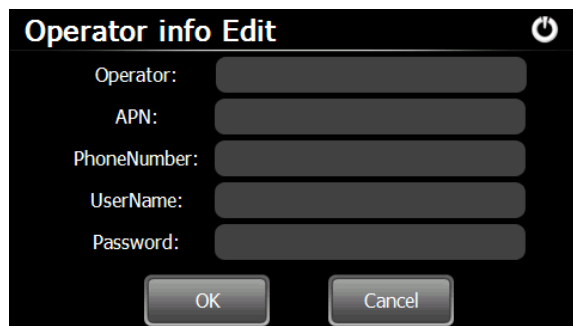 Operator info Edit
Operator:
APN:
PhoneNumber:
UserName:
Password:
OK Cancel